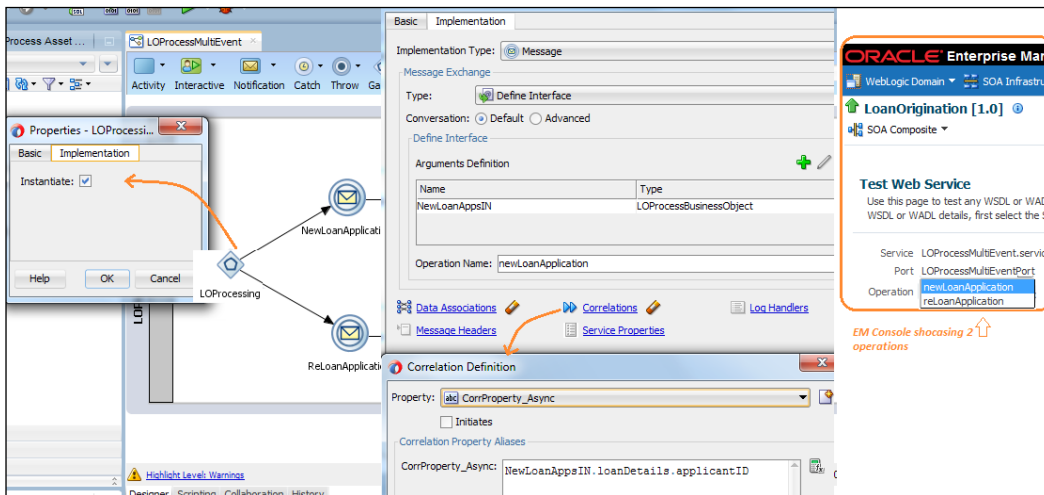 Process Asset ...
LOProcessMultiEvent
Activity Interactive Notification Catch Throw Ga
Properties - LOProcessi...
Basic Implementation
Instantiate:
Help OK Cancel
NewLoanApplicati
LOProcessing
ReLoanApplicati
Highlight Level: Warnings
Designer Scripting Collaboration History
Basic Implementation
Implementation Type: Message
Message Exchange
Type: Define Interface
Conversation: Default Advanced
Define Interface
Arguments Definition
Name Type
NewLoanAppsIN LOProcessBusinessObject
Operation Name: newLoanApplication
Data Associations Correlations Log Handlers
Message Headers Service Properties
Correlation Definition
Property: abc CorrProperty_Async
Initiates
Correlation Property Aliases
CorrProperty_Async: NewLoanAppsIN.loanDetails.applicantID
ORACLE Enterprise Man
WebLogic Domain SOA Infrastru
LoanOrigination [1.0]
SOA Composite
Test Web Service
Use this page to test any WSDL or WAD
WSDL or WADL details, first select the S
Service LOProcessMultiEvent.servic
Port LOProcessMultiEventPort
Operation newLoanApplication
reLoanApplication
EM Console shocasing 2
operations